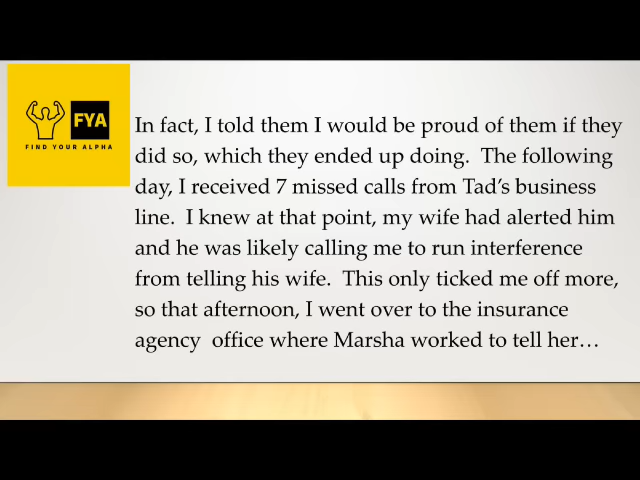 FYA
FIND YOUR ALPHA
In fact, I told them I would be proud of them if they
did so, which they ended up doing.  The following
day, I received 7 missed calls from Tad’s business
line.  I knew at that point, my wife had alerted him
and he was likely calling me to run interference
from telling his wife.  This only ticked me off more,
so that afternoon, I went over to the insurance
agency  office where Marsha worked to tell her…